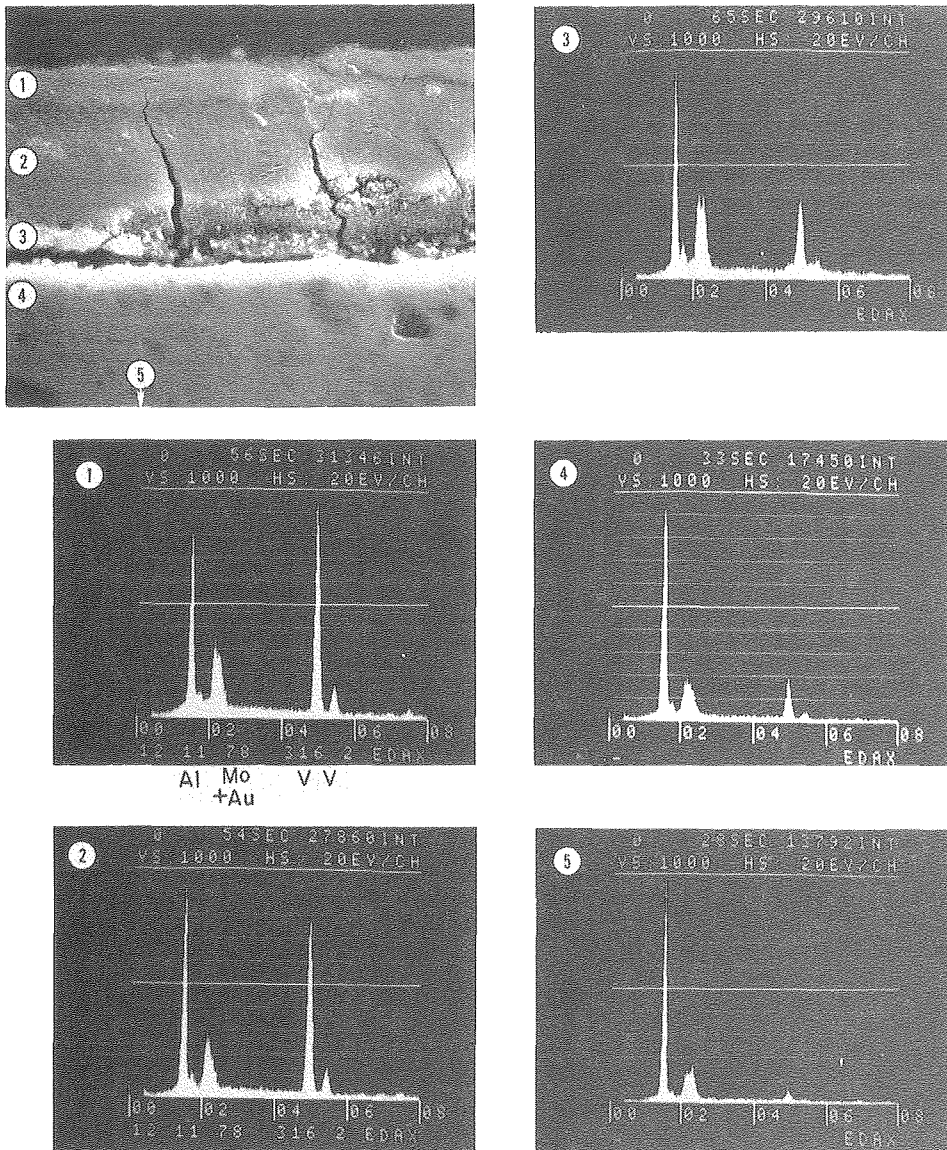 1
2
3
4
5
3
0 65SEC 29610INT
VS:1000 HS: 20EV/CH
00 02 04 06 08
EDAX
1
0 56SEC 31346INT
VS:1000 HS: 20EV/CH
00 02 04 06 08
12 11 78 316 2 EDAX
Al Mo V V
+Au
4
0 33SEC 17450INT
VS:1000 HS: 20EV/CH
00 02 04 06 08
EDAX
2
0 54SEC 27860INT
VS:1000 HS: 20EV/CH
00 02 04 06 08
12 11 78 316 2 EDAX
5
0 28SEC 13792INT
VS:1000 HS: 20EV/CH
00 02 04 06 08
EDAX